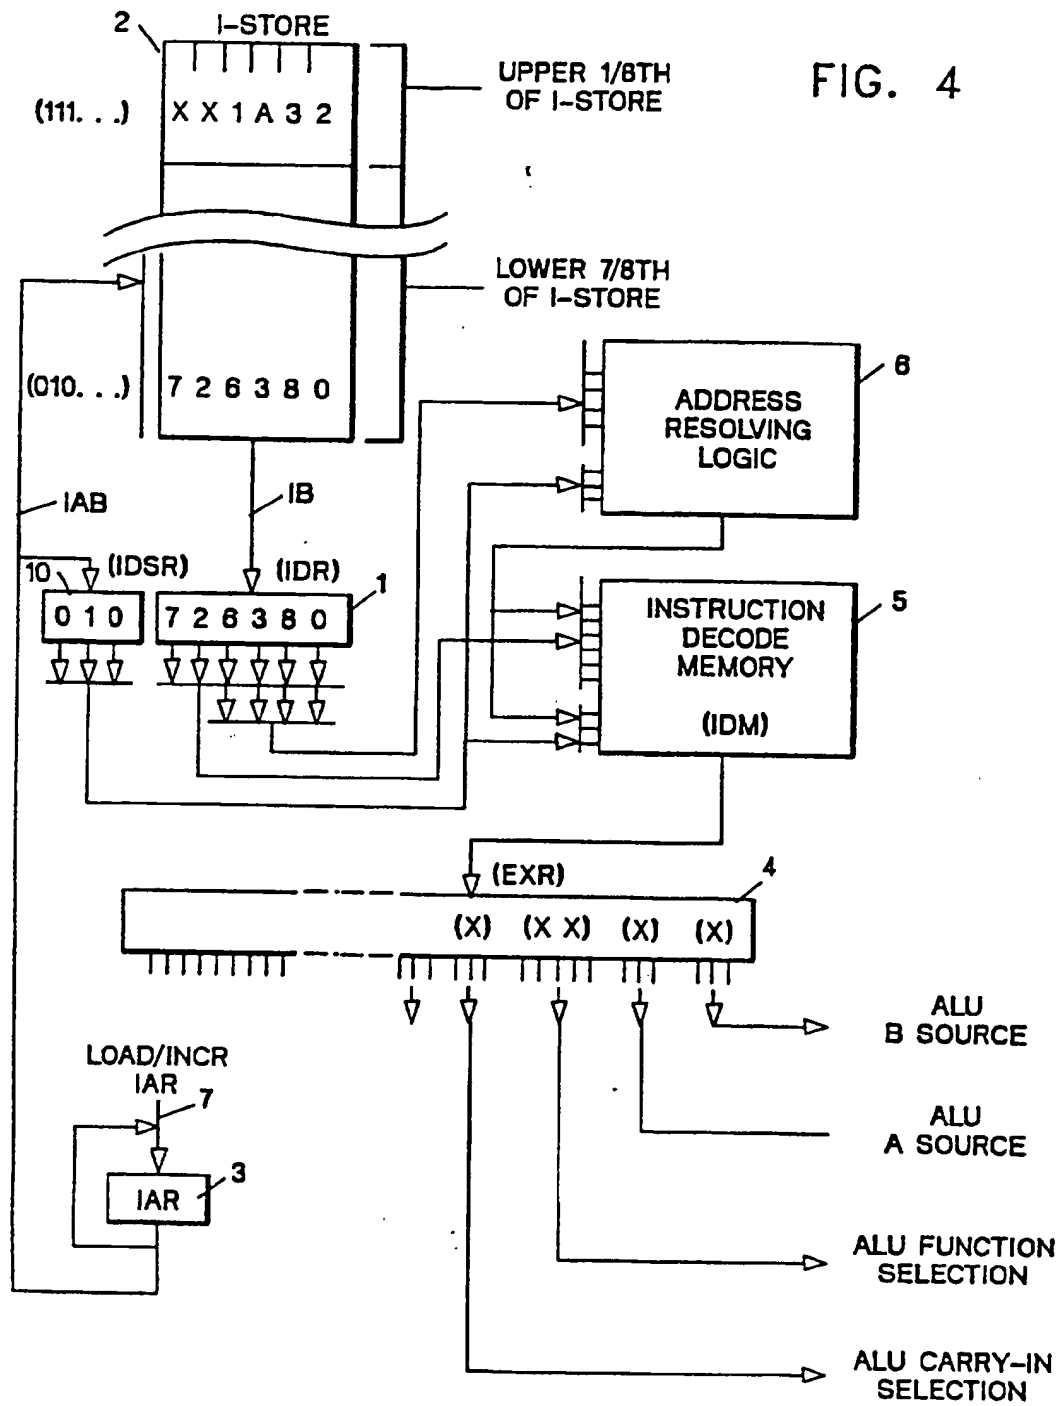 2
I-STORE
FIG. 4
(111. . .)
X X 1 A 3 2
UPPER 1/8TH
OF I-STORE
LOWER 7/8TH
OF I-STORE
(010. . .)
7 2 6 3 8 0
6
ADDRESS
RESOLVING
LOGIC
IAB
IB
10
(IDSR)
(IDR)
1
0 1 0
7 2 6 3 8 0
5
INSTRUCTION
DECODE
MEMORY
(IDM)
(EXR)
4
(X) (X X) (X) (X)
ALU
B SOURCE
LOAD/INCR
IAR
7
ALU
A SOURCE
3
IAR
ALU FUNCTION
SELECTION
ALU CARRY-IN
SELECTION